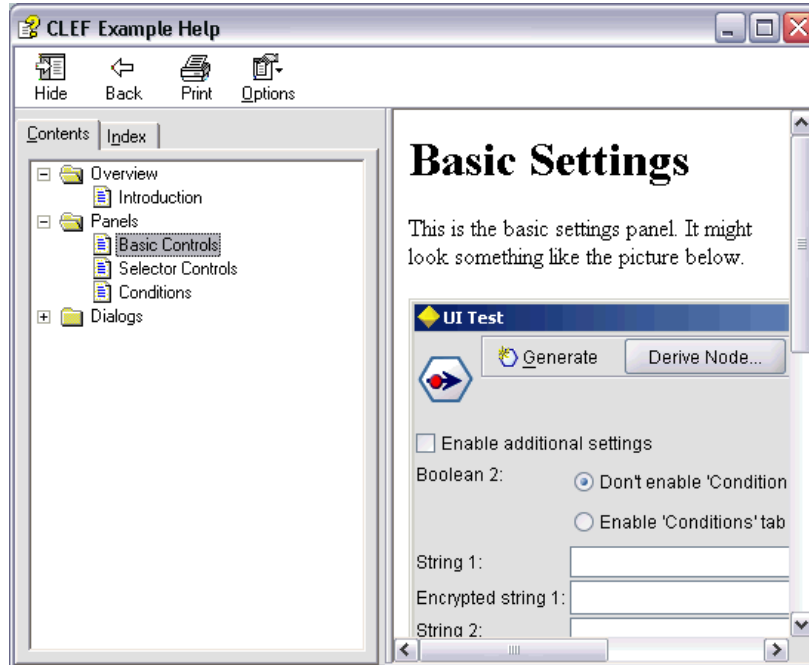 CLEF Example Help
Hide Back Print Options
Contents Index
Overview
Introduction
Panels
Basic Controls
Selector Controls
Conditions
Dialogs
Basic Settings
This is the basic settings panel. It might
look something like the picture below.
UI Test
Generate Derive Node...
Enable additional settings
Boolean 2: Don't enable 'Condition
Enable 'Conditions' tab
String 1:
Encrypted string 1:
String 2: